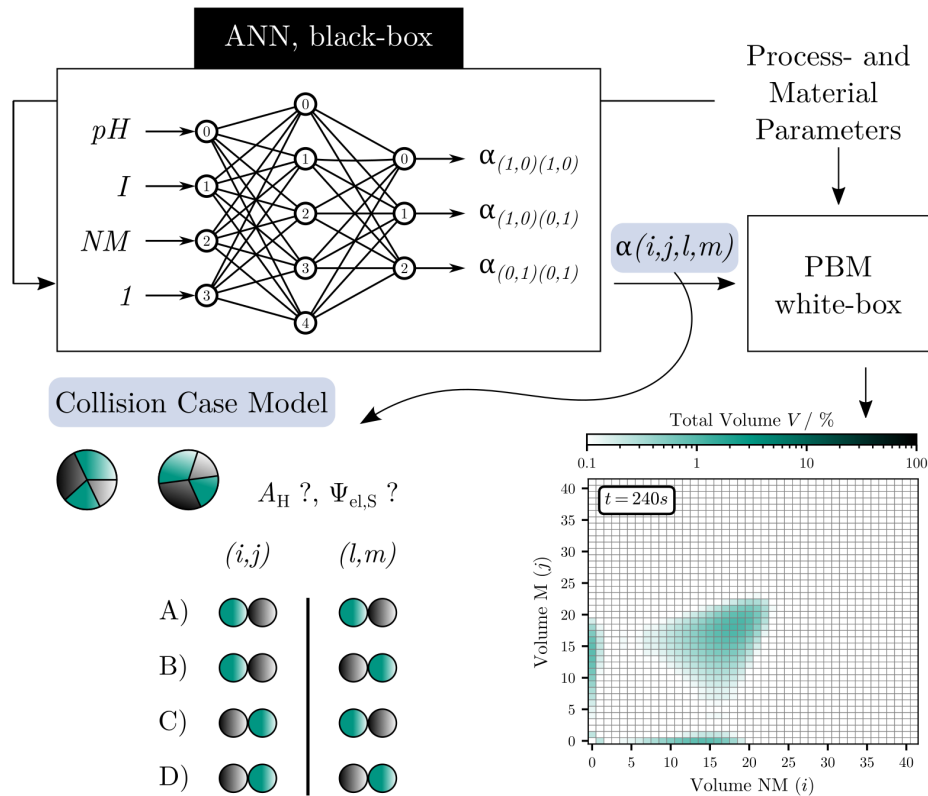 ANN, black-box
Process- and
Material
Parameters
pH
I
NM
1
0
1
2
3
0
1
2
3
4
0
1
2
α(1,0)(1,0)
α(1,0)(0,1)
α(0,1)(0,1)
α(i,j,l,m)
PBM
white-box
Collision Case Model
A_H ?, Ψ_el,S ?
(i,j) (l,m)
A)
B)
C)
D)
Total Volume V / %
0.1 1 10 100
t = 240s
Volume M (j)
40
35
30
25
20
15
10
5
0
0 5 10 15 20 25 30 35 40
Volume NM (i)